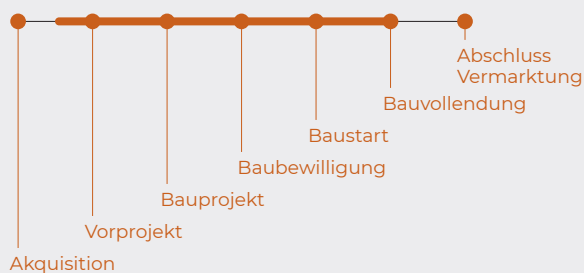 Abschluss
Vermarktung
Bauvollendung
Baustart
Baubewilligung
Bauprojekt
Vorprojekt
Akquisition